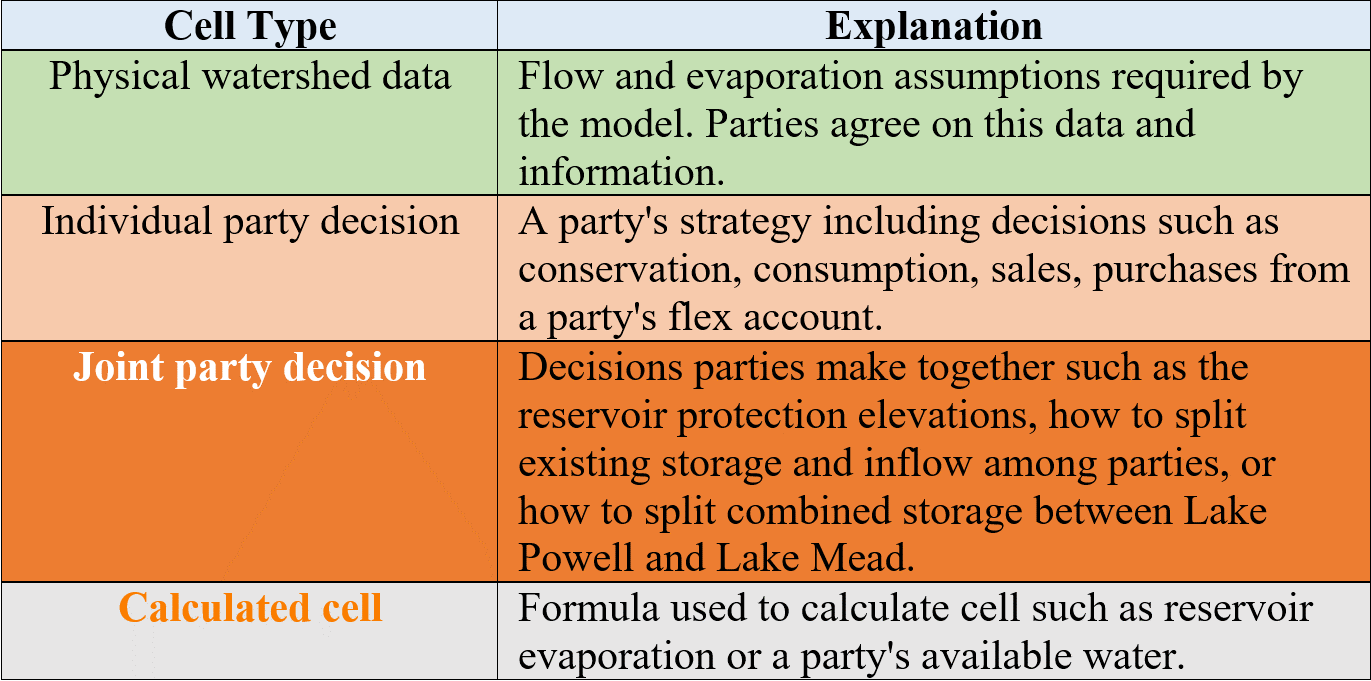 Cell Type
Explanation
Physical watershed data
Flow and evaporation assumptions required by
the model. Parties agree on this data and
information.
Individual party decision
A party's strategy including decisions such as
conservation, consumption, sales, purchases from
a party's flex account.
Joint party decision
Decisions parties make together such as the
reservoir protection elevations, how to split
existing storage and inflow among parties, or
how to split combined storage between Lake
Powell and Lake Mead.
Calculated cell
Formula used to calculate cell such as reservoir
evaporation or a party's available water.